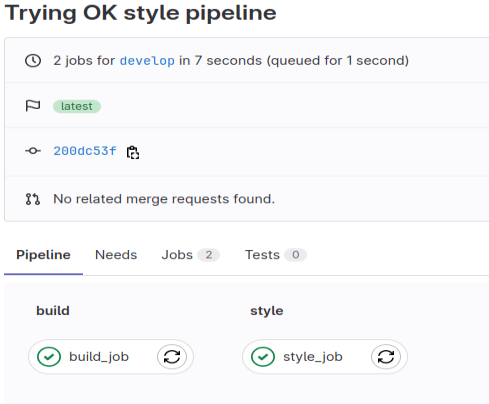 Trying OK style pipeline
2 jobs for develop in 7 seconds (queued for 1 second)
latest
200dc53f
No related merge requests found.
Pipeline Needs Jobs 2 Tests 0
build style
build_job style_job